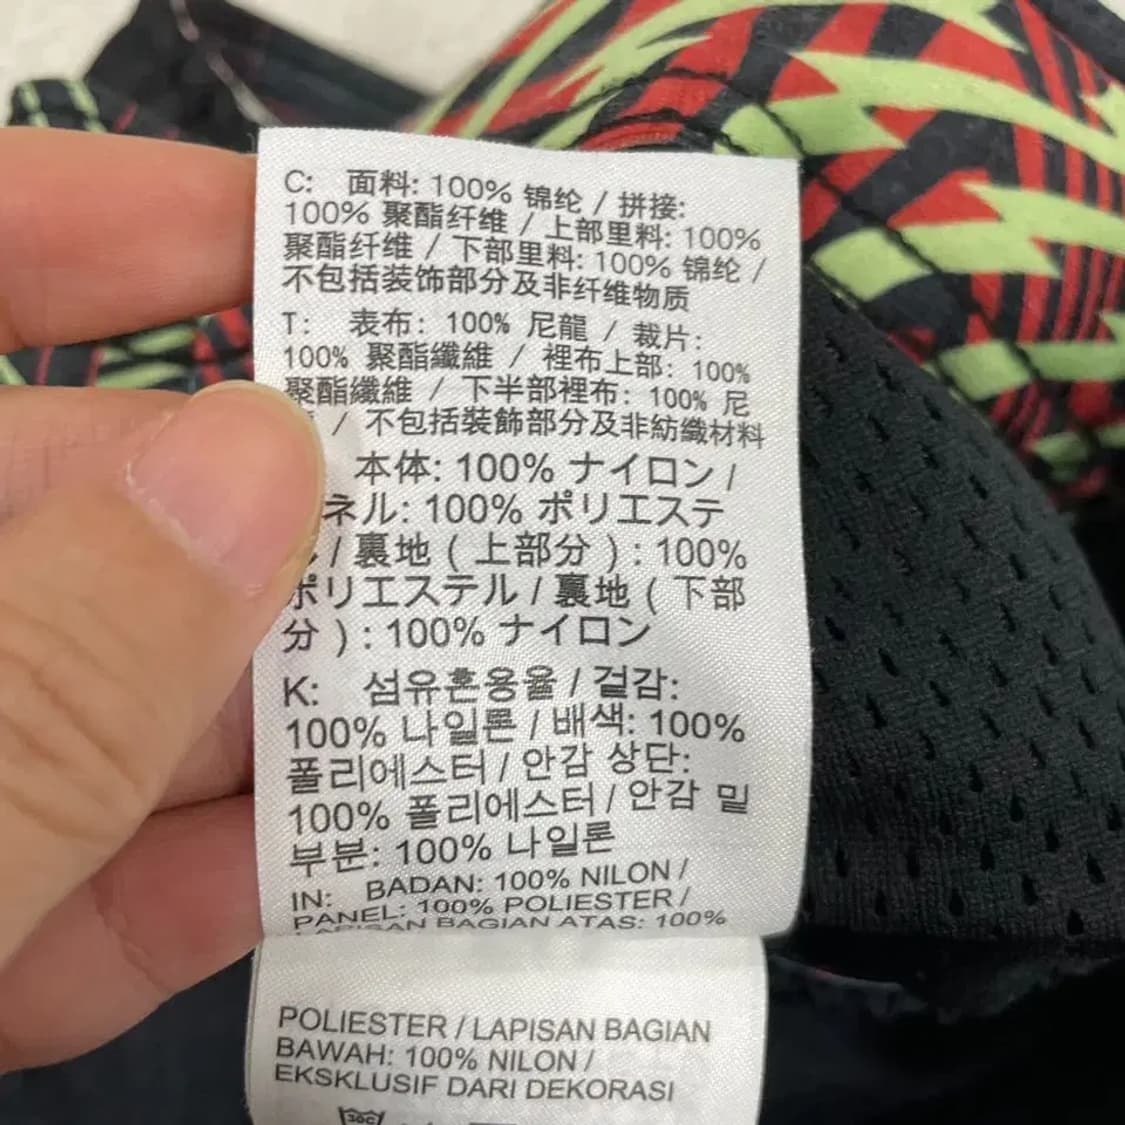 C: 面料: 100% 锦纶 / 拼接:
100% 聚酯纤维 / 上部里料: 100%
聚酯纤维 / 下部里料: 100% 锦纶 /
不包括装饰部分及非纤维物质
T: 表布: 100% 尼龍 / 裁片:
100% 聚酯纖維 / 裡布上部: 100%
聚酯纖維 / 下半部裡布: 100% 尼
/ 不包括裝飾部分及非紡織材料
本体: 100% ナイロン /
ネル: 100% ポリエステ
/ 裏地 ( 上部分 ) : 100%
ポリエステル / 裏地 ( 下部
分 ) : 100% ナイロン
K: 섬유혼용율 / 겉감:
100% 나일론 / 배색: 100%
폴리에스터 / 안감 상단:
100% 폴리에스터 / 안감 밑
부분: 100% 나일론
IN: BADAN: 100% NILON /
PANEL: 100% POLIESTER /
LAPISAN BAGIAN ATAS: 100%
POLIESTER / LAPISAN BAGIAN
BAWAH: 100% NILON /
EKSKLUSIF DARI DEKORASI
30C